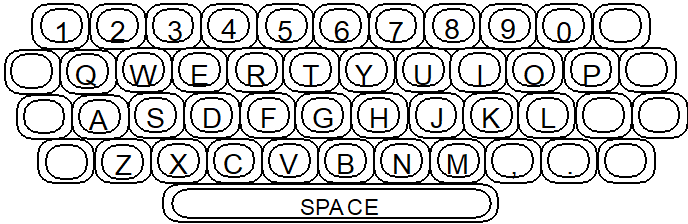 1 2 3 4 5 6 7 8 9 0
Q W E R T Y U I O P
A S D F G H J K L
Z X C V B N M , .
SPACE